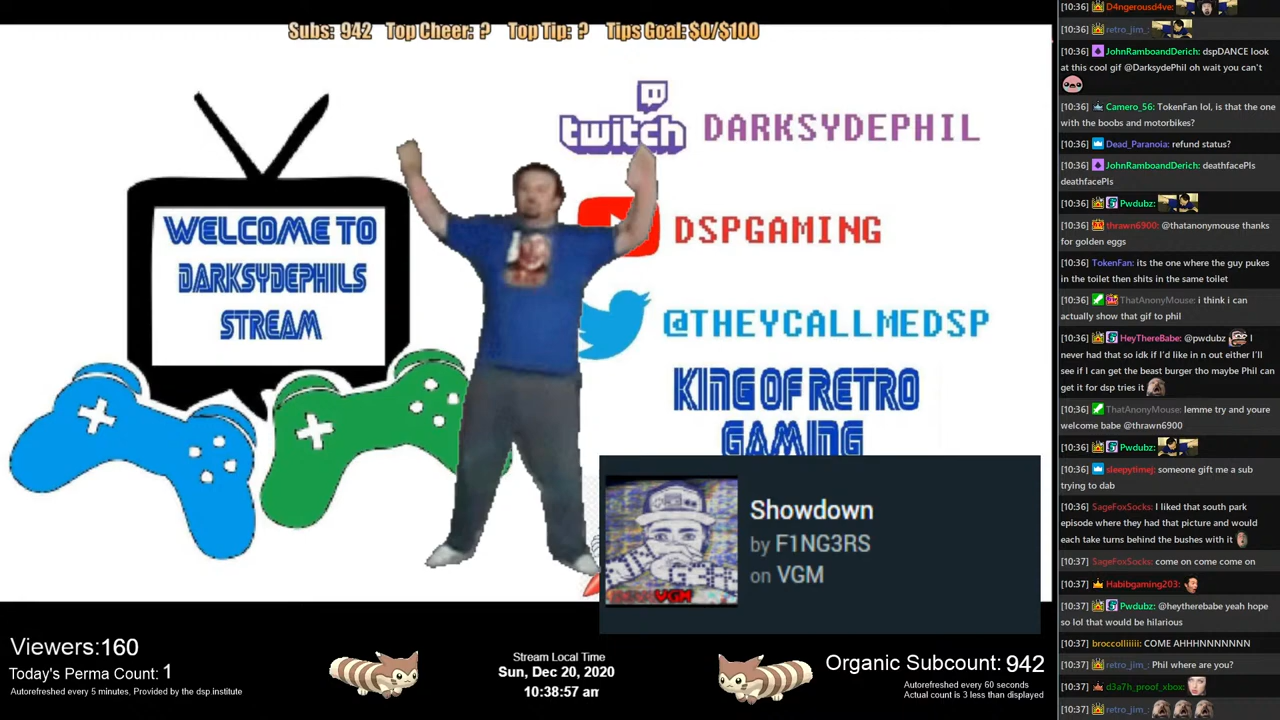 Subs: 942 Top Cheer: ? Top Tip: ? Tips Goal: $0/$100
WELCOME TO
DARKSYDEPHILS
STREAM
twitch DARKSYDEPHIL
DSPGAMING
@THEYCALLMEDSP
KING OF RETRO
GAMING
Showdown
by F1NG3RS
on VGM
VGM
Viewers:160
Today's Perma Count: 1
Autorefreshed every 5 minutes, Provided by the dsp institute
Stream Local Time
Sun, Dec 20, 2020
10:38:57 am
Organic Subcount: 942
Autorefreshed every 60 seconds
Actual count is 3 less than displayed
[10:36] D4ngerousd4ve:
[10:36] retro_jim_:
[10:36] JohnRamboandDerich: dspDANCE look
at this cool gif @DarksydePhil oh wait you can't
[10:36] Camero_56: TokenFan lol, is that the one
with the boobs and motorbikes?
[10:36] Dead_Paranoia: refund status?
[10:36] JohnRamboandDerich: deathfacePls
deathfacePls
[10:36] Pwdubz:
[10:36] thrawn6900: @thatanonymouse thanks
for golden eggs
[10:36] TokenFan: its the one where the guy pukes
in the toilet then shits in the same toilet
[10:36] ThatAnonyMouse: i think i can
actually show that gif to phil
[10:36] HeyThereBabe: @pwdubz I
never had that so idk if I'd like in n out either I'll
see if I can get the beast burger tho maybe Phil can
get it for dsp tries it
[10:36] ThatAnonyMouse: lemme try and youre
welcome babe @thrawn6900
[10:36] Pwdubz:
[10:36] sleepytimej: someone gift me a sub
trying to dab
[10:36] SageFoxSocks: I liked that south park
episode where they had that picture and would
each take turns behind the bushes with it
[10:37] SageFoxSocks: come on come come on
[10:37] Habibgaming203:
[10:37] Pwdubz: @heytherebabe yeah hope
so lol that would be hilarious
[10:37] broccolliiiiii: COME AHHHNNNNNNN
[10:37] retro_jim_: Phil where are you?
[10:37] d3a7h_proof_xbox:
[10:37] retro_jim_: